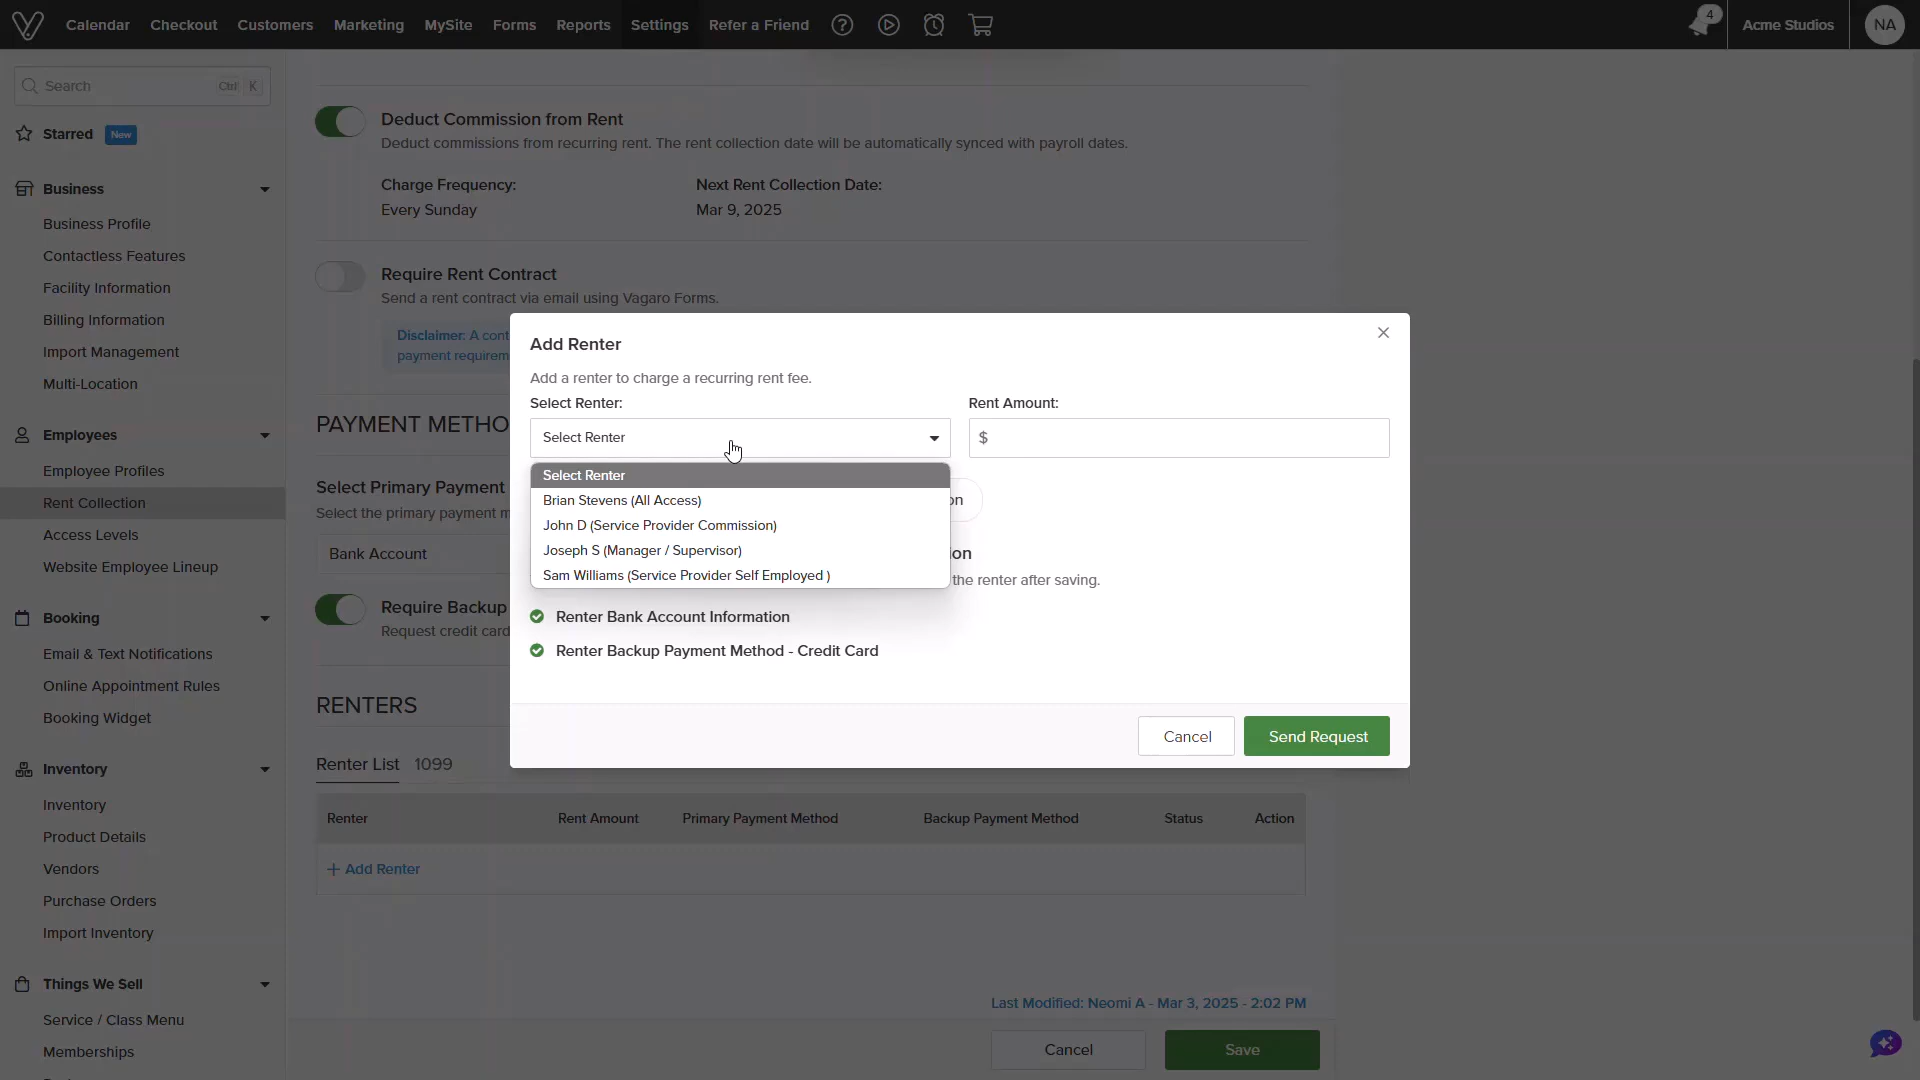 Calendar
Checkout
Customers
Marketing
MySite
Forms
Reports
Settings
Refer a Friend
4
Acme Studios
NA
Search
Ctrl
K
Starred
New
Business
Business Profile
Contactless Features
Facility Information
Billing Information
Import Management
Multi-Location
Employees
Employee Profiles
Rent Collection
Access Levels
Website Employee Lineup
Booking
Email & Text Notifications
Online Appointment Rules
Booking Widget
Inventory
Inventory
Product Details
Vendors
Purchase Orders
Import Inventory
Things We Sell
Service / Class Menu
Memberships
Deduct Commission from Rent
Deduct commissions from recurring rent. The rent collection date will be automatically synced with payroll dates.
Charge Frequency:
Every Sunday
Next Rent Collection Date:
Mar 9, 2025
Require Rent Contract
Send a rent contract via email using Vagaro Forms.
Disclaimer: A cont
payment requirem
PAYMENT METHO
Select Primary Payment
Select the primary payment m
Bank Account
Require Backup
Request credit card
Add Renter
Add a renter to charge a recurring rent fee.
Select Renter:
Select Renter
Rent Amount:
$
Select Renter
Brian Stevens (All Access)
John D (Service Provider Commission)
Joseph S (Manager / Supervisor)
Sam Williams (Service Provider Self Employed )
on
ion
the renter after saving.
Renter Bank Account Information
Renter Backup Payment Method - Credit Card
Cancel
Send Request
RENTERS
Renter List
1099
Renter
Rent Amount
Primary Payment Method
Backup Payment Method
Status
Action
+ Add Renter
Last Modified: Neomi A - Mar 3, 2025 - 2:02 PM
Cancel
Save